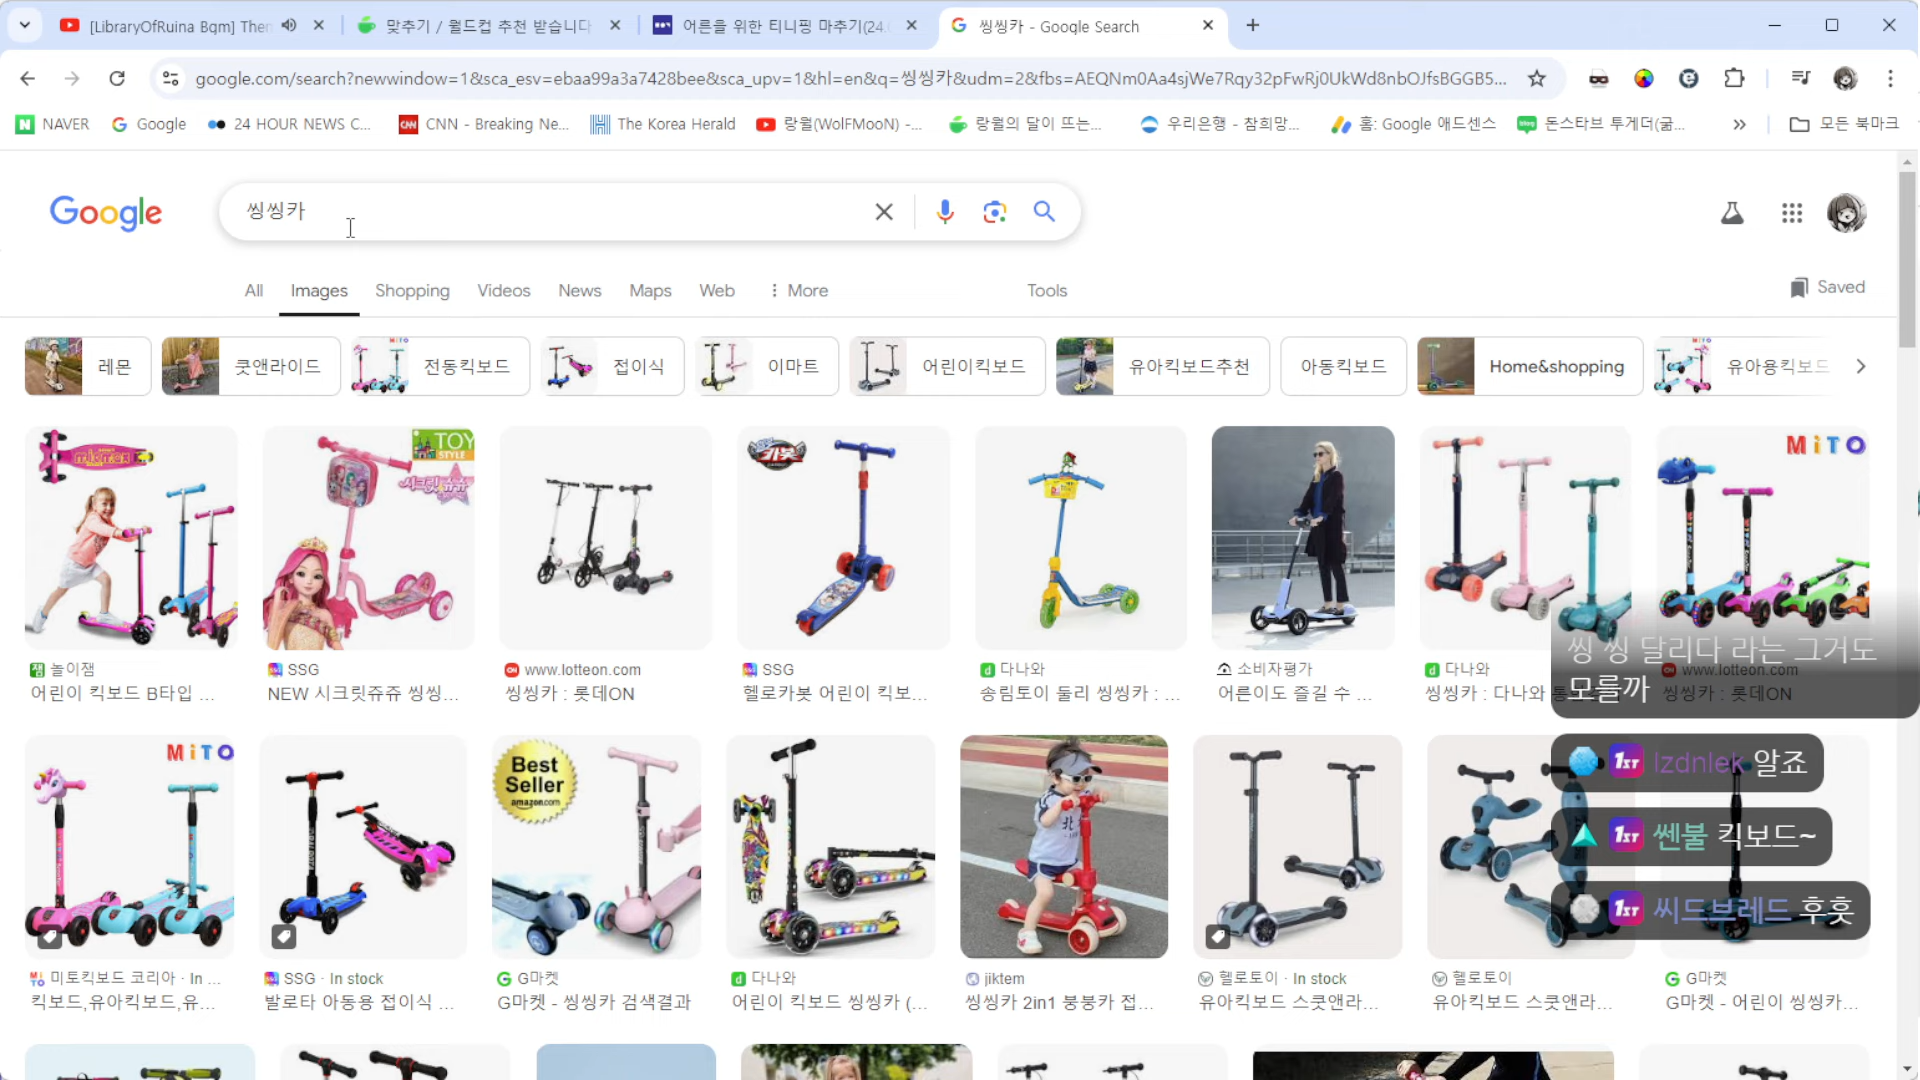 [LibraryOfRuina Bgm] Then
맞추기 / 월드컵 추천 받습니다
어른을 위한 티니핑 마추기(24.
씽씽카 - Google Search
google.com/search?newwindow=1&sca_esv=ebaa99a3a7428bee&sca_upv=1&hl=en&q=씽씽카&udm=2&fbs=AEQNm0Aa4sjWe7Rqy32pFwRj0UkWd8nbOJfsBGGB5...
NAVER
Google
24 HOUR NEWS C...
CNN - Breaking Ne...
The Korea Herald
랑월(WolFMooN) -...
랑월의 달이 뜨는...
우리은행 - 참희망...
홈: Google 애드센스
돈스타브 투게더(굶...
모든 북마크
Google
씽씽카
All
Images
Shopping
Videos
News
Maps
Web
More
Tools
Saved
레몬
쿳앤라이드
전동킥보드
접이식
이마트
어린이킥보드
유아킥보드추천
아동킥보드
Home&shopping
유아용킥보드
TOY
STYLE
시크릿쥬쥬
카봇
MiTO
놀이잼
어린이 킥보드 B타입 ...
SSG
NEW 시크릿쥬쥬 씽씽...
www.lotteon.com
씽씽카 : 롯데ON
SSG
헬로카봇 어린이 킥보...
다나와
송림토이 둘리 씽씽카 : ...
소비자평가
어른이도 즐길 수 ...
다나와
씽씽카 : 다나와 통
www.lotteon.com
씽씽카 : 롯데ON
씽 씽 달리다 라는 그거도
모를까
1ST lzdnlek 알죠
1ST 쎈불 킥보드~
1ST 씨드브레드 후훗
MiTO
Best
Seller
amazon.com
미토킥보드 코리아 · In ...
킥보드,유아킥보드,유...
SSG · In stock
발로타 아동용 접이식 ...
G마켓
G마켓 - 씽씽카 검색결과
다나와
어린이 킥보드 씽씽카 (...
jiktem
씽씽카 2in1 붕붕카 접...
헬로토이 · In stock
유아킥보드 스쿳앤라...
헬로토이
유아킥보드 스쿳앤라...
G마켓
G마켓 - 어린이 씽씽카...